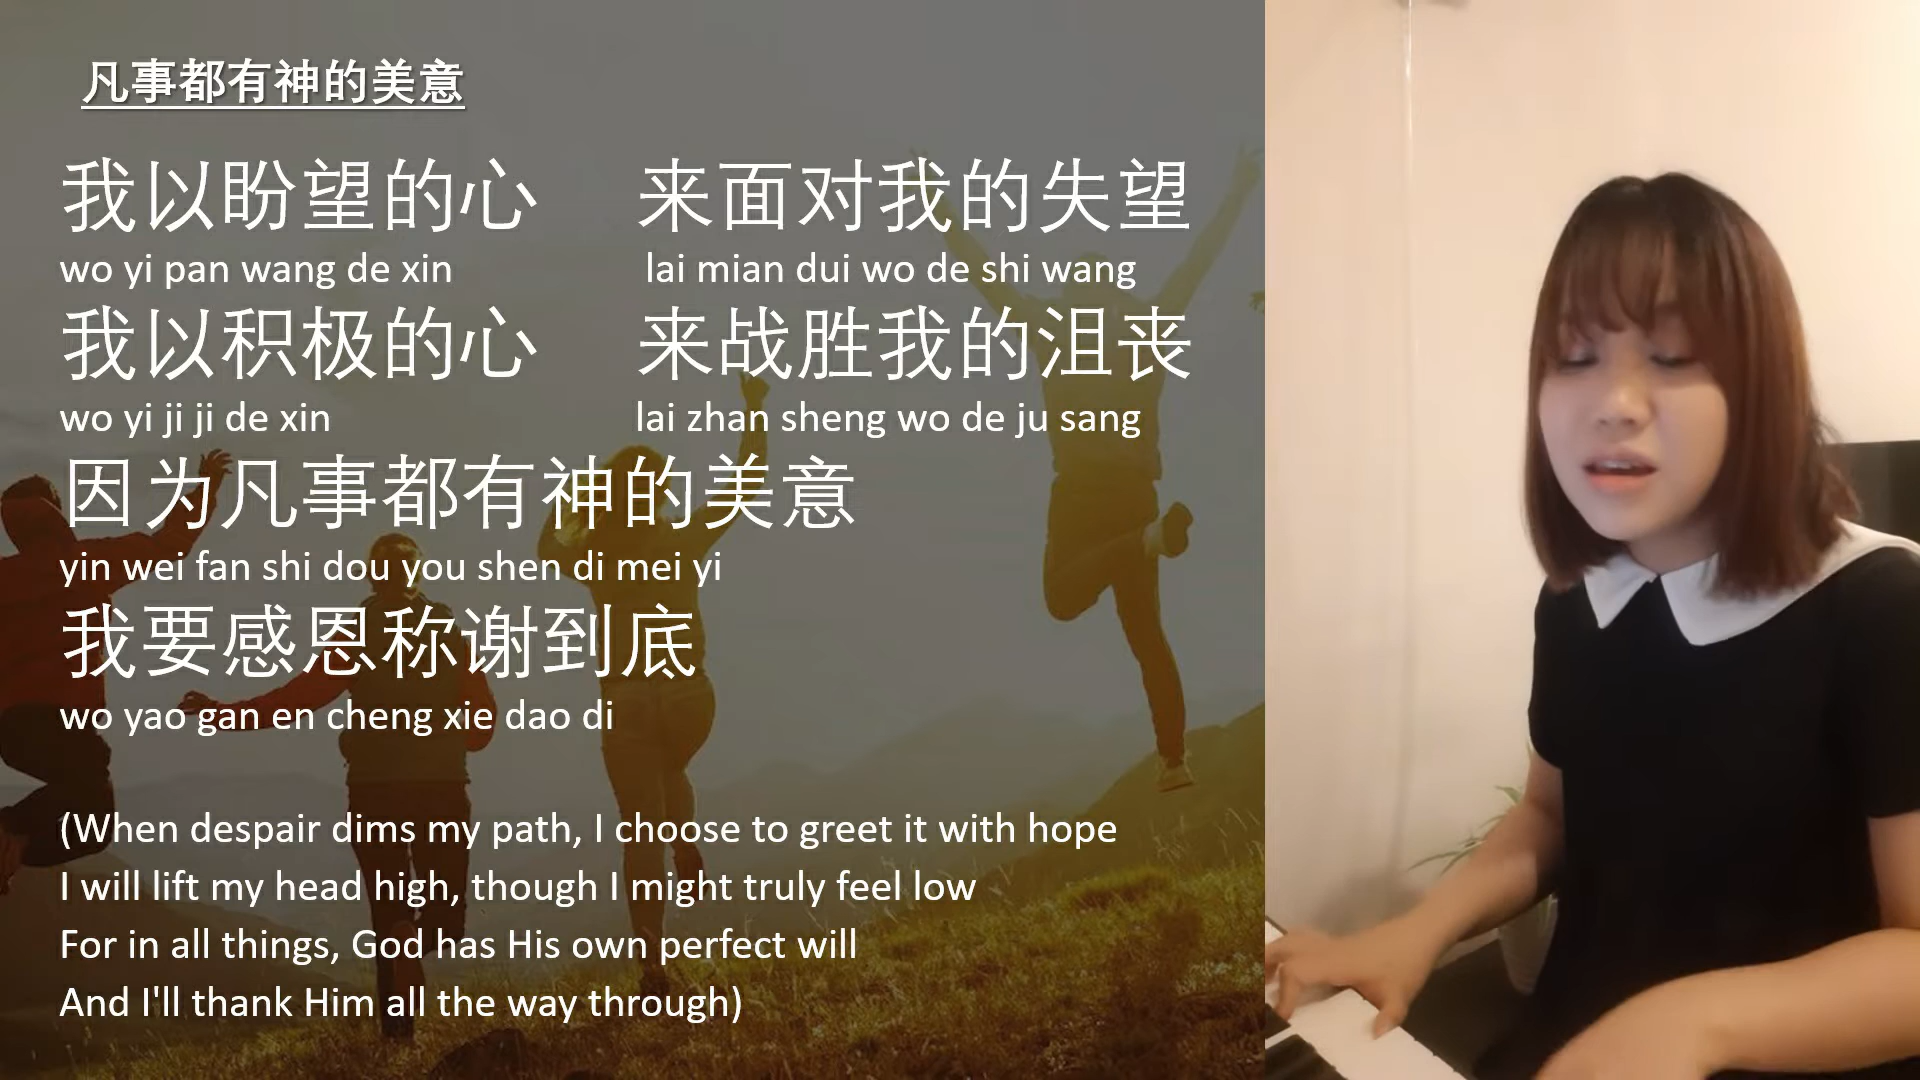 凡事都有神的美意
我以盼望的心 来面对我的失望
wo yi pan wang de xin lai mian dui wo de shi wang
我以积极的心 来战胜我的沮丧
wo yi ji ji de xin lai zhan sheng wo de ju sang
因为凡事都有神的美意
yin wei fan shi dou you shen di mei yi
我要感恩称谢到底
wo yao gan en cheng xie dao di
(When despair dims my path, I choose to greet it with hope
I will lift my head high, though I might truly feel low
For in all things, God has His own perfect will
And I'll thank Him all the way through)